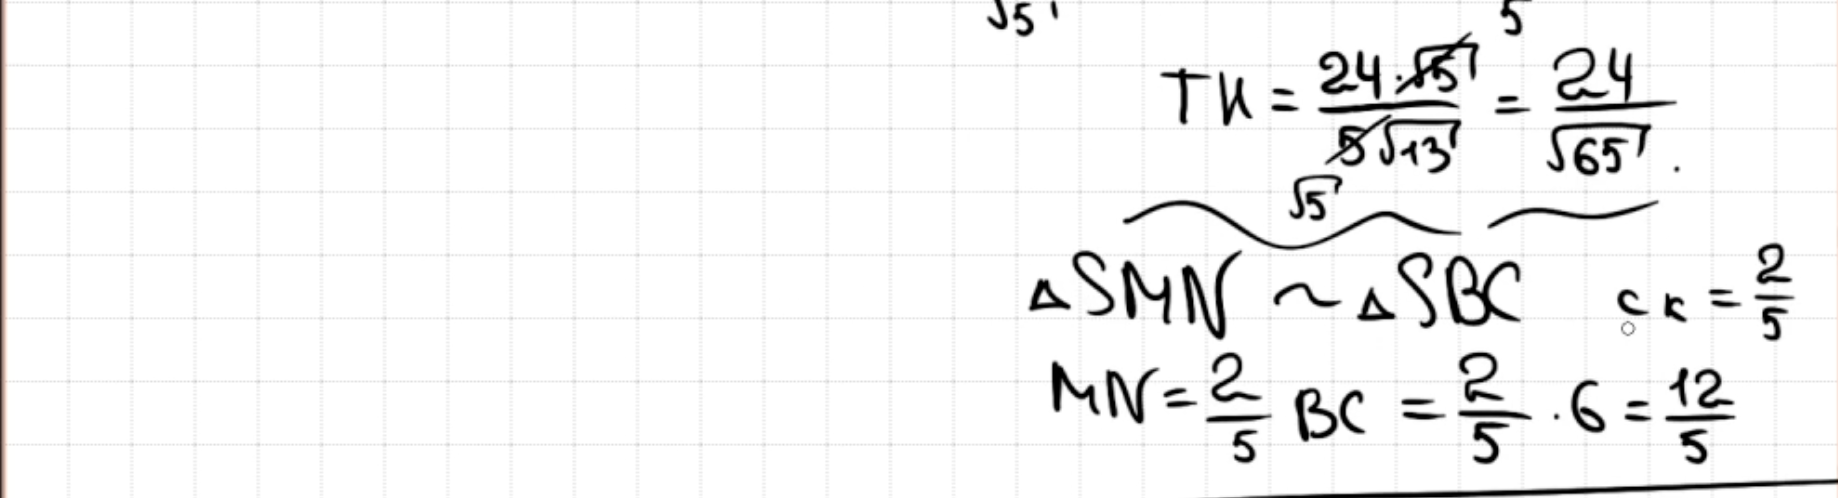 √5 5
TK = 24·√5 / 5√13 = 24 / √65 .
√5
△SMN ~ △SBC ск = 2/5
MN = 2/5 BC = 2/5 · 6 = 12/5